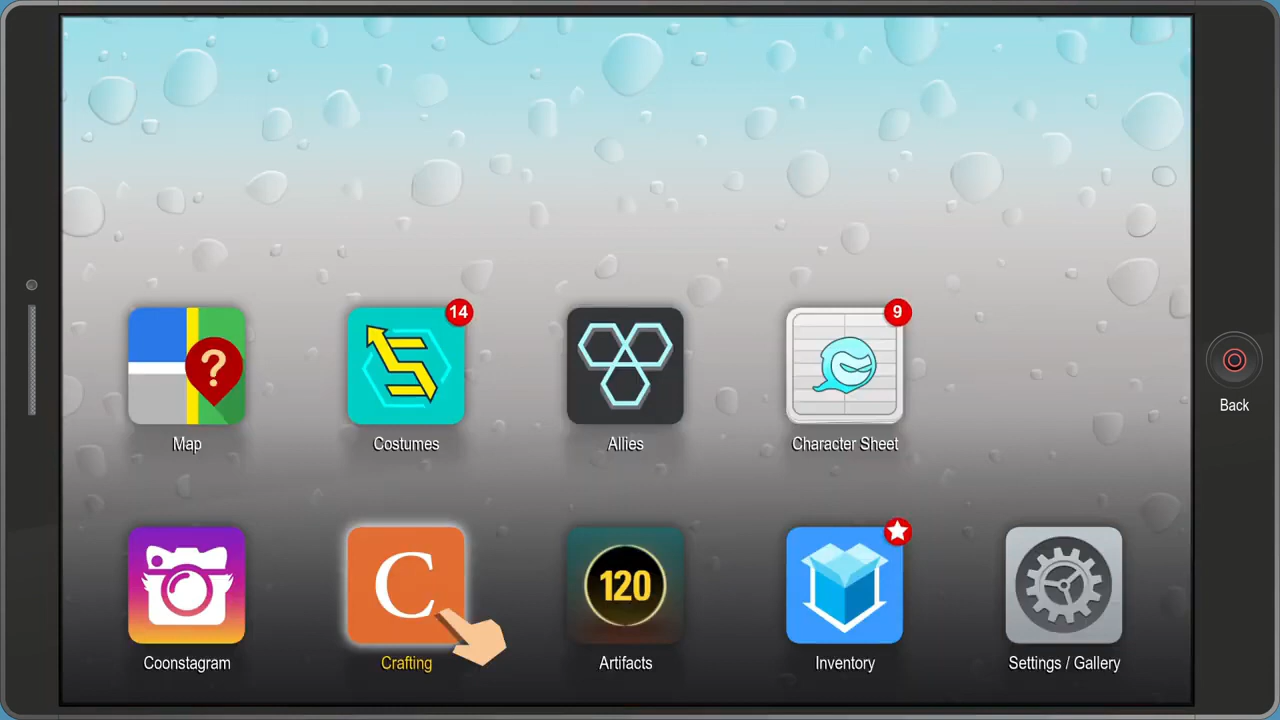 14
9
?
Back
Map
Costumes
Allies
Character Sheet
C
120
Coonstagram
Crafting
Artifacts
Inventory
Settings / Gallery